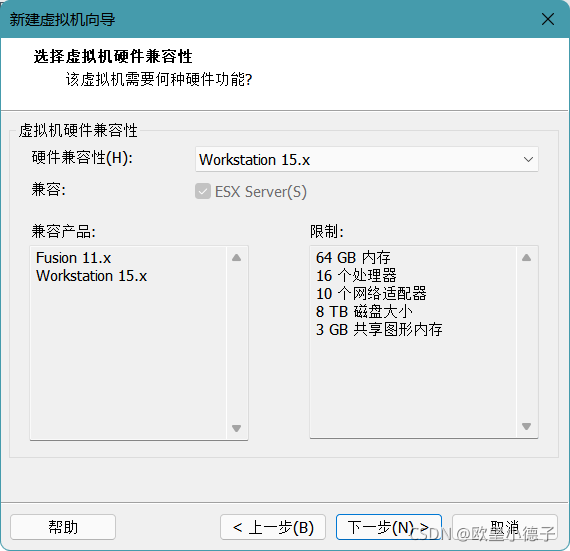 新建虚拟机向导
选择虚拟机硬件兼容性
该虚拟机需要何种硬件功能?
虚拟机硬件兼容性
硬件兼容性(H):
Workstation 15.x
兼容:
ESX Server(S)
兼容产品:
Fusion 11.x
Workstation 15.x
限制:
64 GB 内存
16 个处理器
10 个网络适配器
8 TB 磁盘大小
3 GB 共享图形内存
帮助
< 上一步(B)
下一步(N) >
取消
CSDN @欧皇小德子